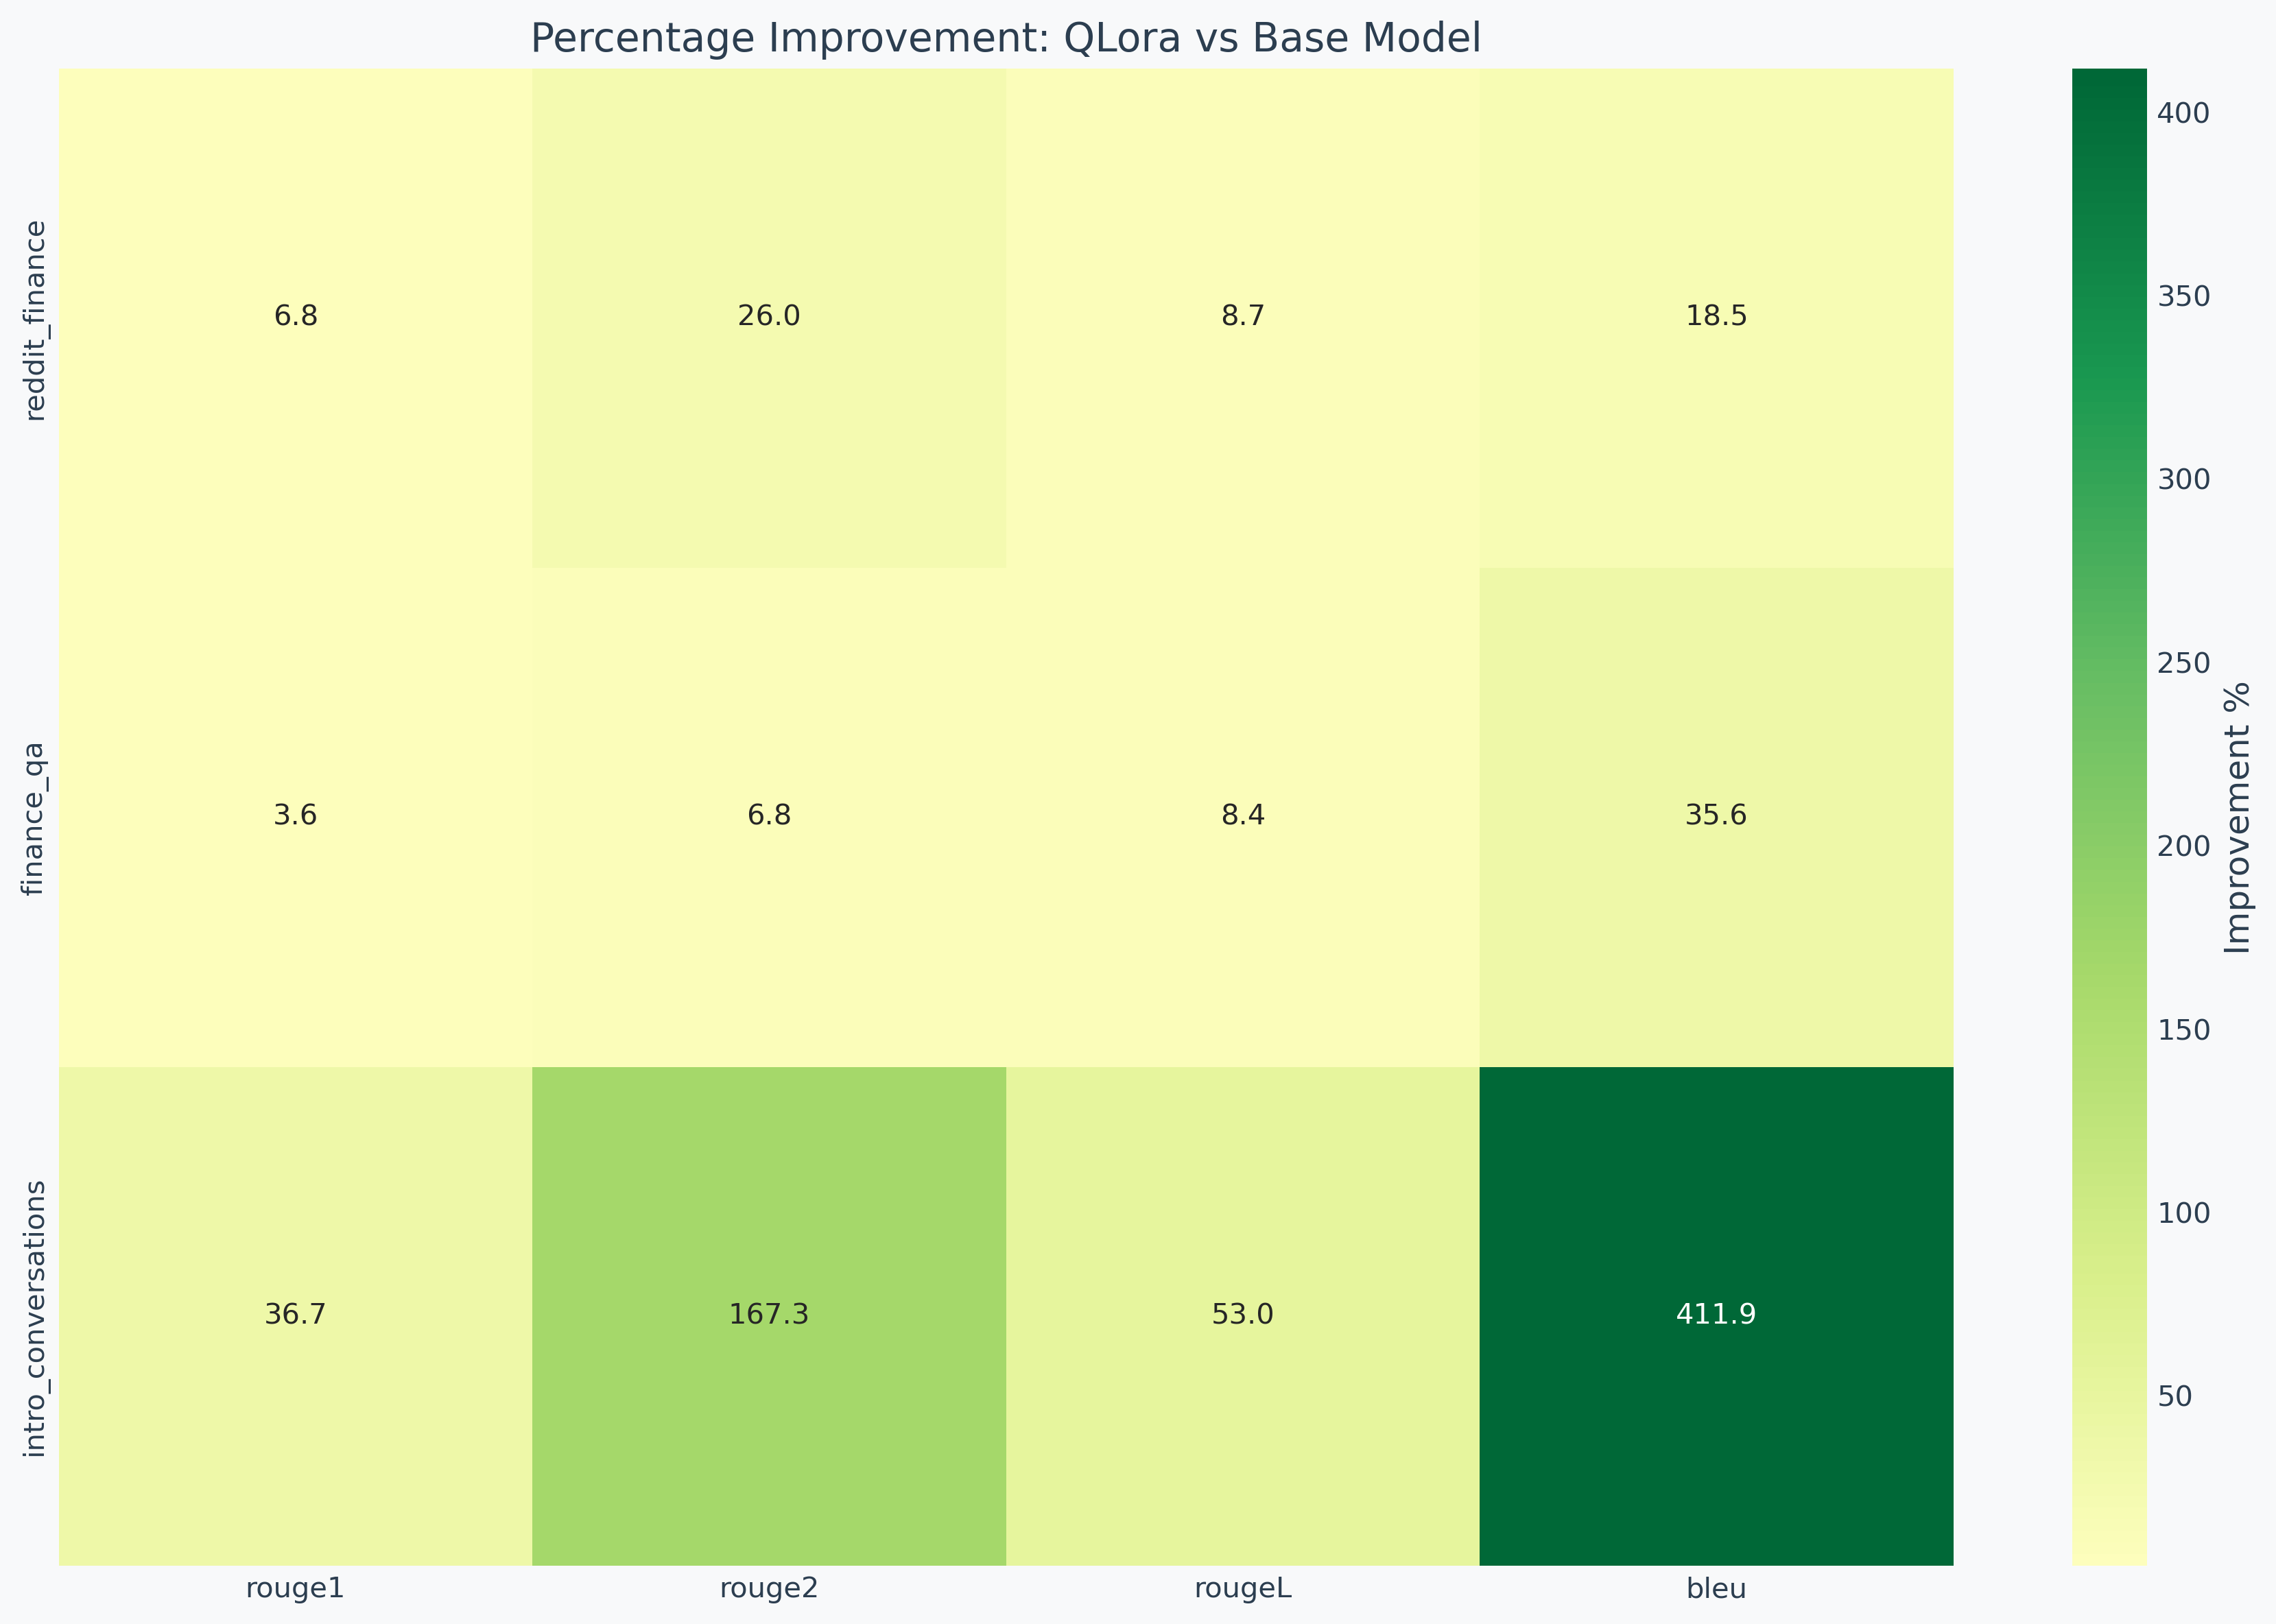 Percentage Improvement: QLora vs Base Model
reddit_finance
6.8
26.0
8.7
18.5
finance_qa
3.6
6.8
8.4
35.6
intro_conversations
36.7
167.3
53.0
411.9
rouge1
rouge2
rougeL
bleu
400
350
300
250
200
150
100
50
Improvement %